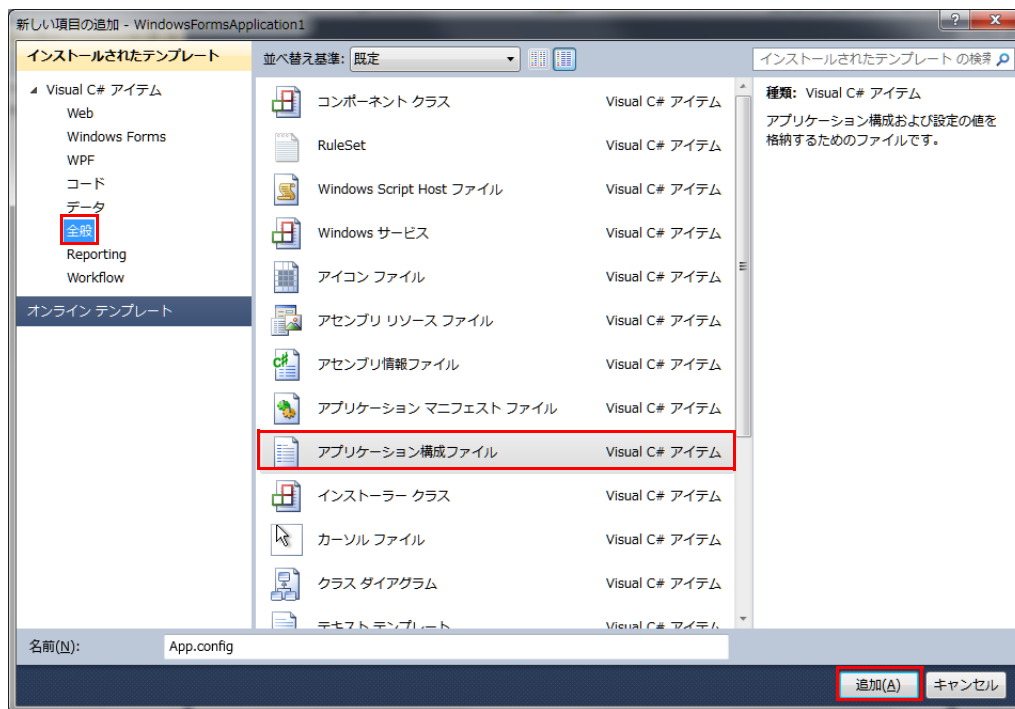 新しい項目の追加 - WindowsFormsApplication1
インストールされたテンプレート
並べ替え基準: 既定
インストールされたテンプレート の検索
Visual C# アイテム
Web
Windows Forms
WPF
コード
データ
全般
Reporting
Workflow
オンライン テンプレート
コンポーネント クラス Visual C# アイテム
RuleSet Visual C# アイテム
Windows Script Host ファイル Visual C# アイテム
Windows サービス Visual C# アイテム
アイコン ファイル Visual C# アイテム
アセンブリ リソース ファイル Visual C# アイテム
アセンブリ情報ファイル Visual C# アイテム
アプリケーション マニフェスト ファイル Visual C# アイテム
アプリケーション構成ファイル Visual C# アイテム
インストーラー クラス Visual C# アイテム
カーソル ファイル Visual C# アイテム
クラス ダイアグラム Visual C# アイテム
テキスト テンプレート Visual C# アイテム
種類: Visual C# アイテム
アプリケーション構成および設定の値を
格納するためのファイルです。
名前(N): App.config
追加(A) キャンセル